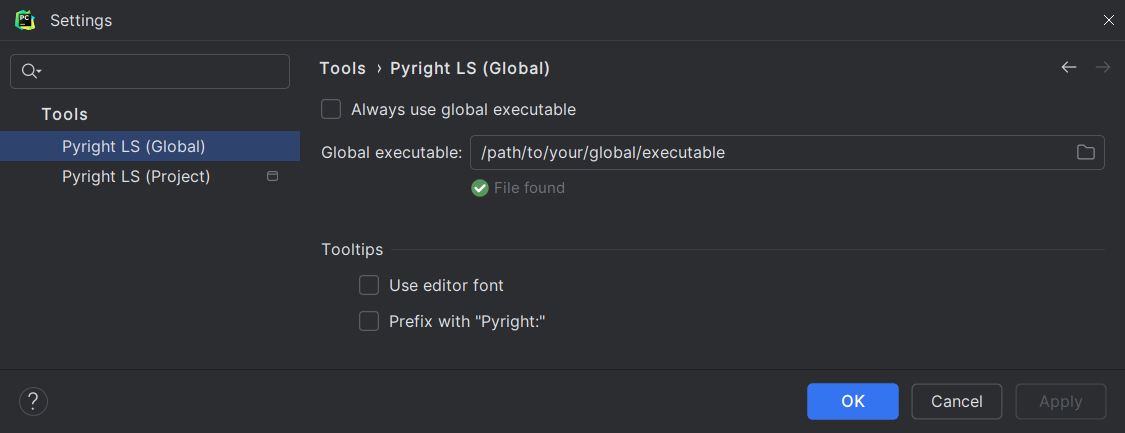 PC
Settings
Tools
Pyright LS (Global)
Pyright LS (Project)
Tools › Pyright LS (Global)
Always use global executable
Global executable: /path/to/your/global/executable
File found
Tooltips
Use editor font
Prefix with "Pyright:"
?
OK
Cancel
Apply